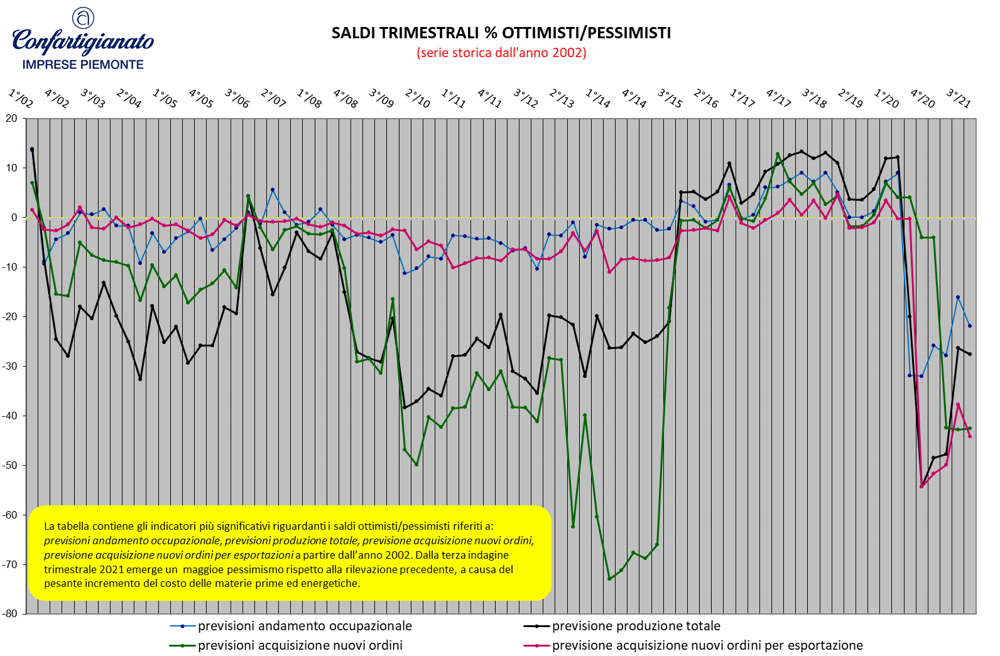 Confartigianato
IMPRESE PIEMONTE
SALDI TRIMESTRALI % OTTIMISTI/PESSIMISTI
(serie storica dall'anno 2002)
1°/02
4°/02
3°/03
2°/04
1°/05
4°/05
3°/06
2°/07
1°/08
4°/08
3°/09
2°/10
1°/11
4°/11
3°/12
2°/13
1°/14
4°/14
3°/15
2°/16
1°/17
4°/17
3°/18
2°/19
1°/20
4°/20
3°/21
20
10
0
-10
-20
-30
-40
-50
-60
-70
-80
La tabella contiene gli indicatori più significativi riguardanti i saldi ottimisti/pessimisti riferiti a:
previsioni andamento occupazionale, previsioni produzione totale, previsione acquisizione nuovi ordini,
previsione acquisizione nuovi ordini per esportazioni a partire dall’anno 2002. Dalla terza indagine
trimestrale 2021 emerge un maggioe pessimismo rispetto alla rilevazione precedente, a causa del
pesante incremento del costo delle materie prime ed energetiche.
previsioni andamento occupazionale
previsione produzione totale
previsioni acquisizione nuovi ordini
previsione acquisizione nuovi ordini per esportazione